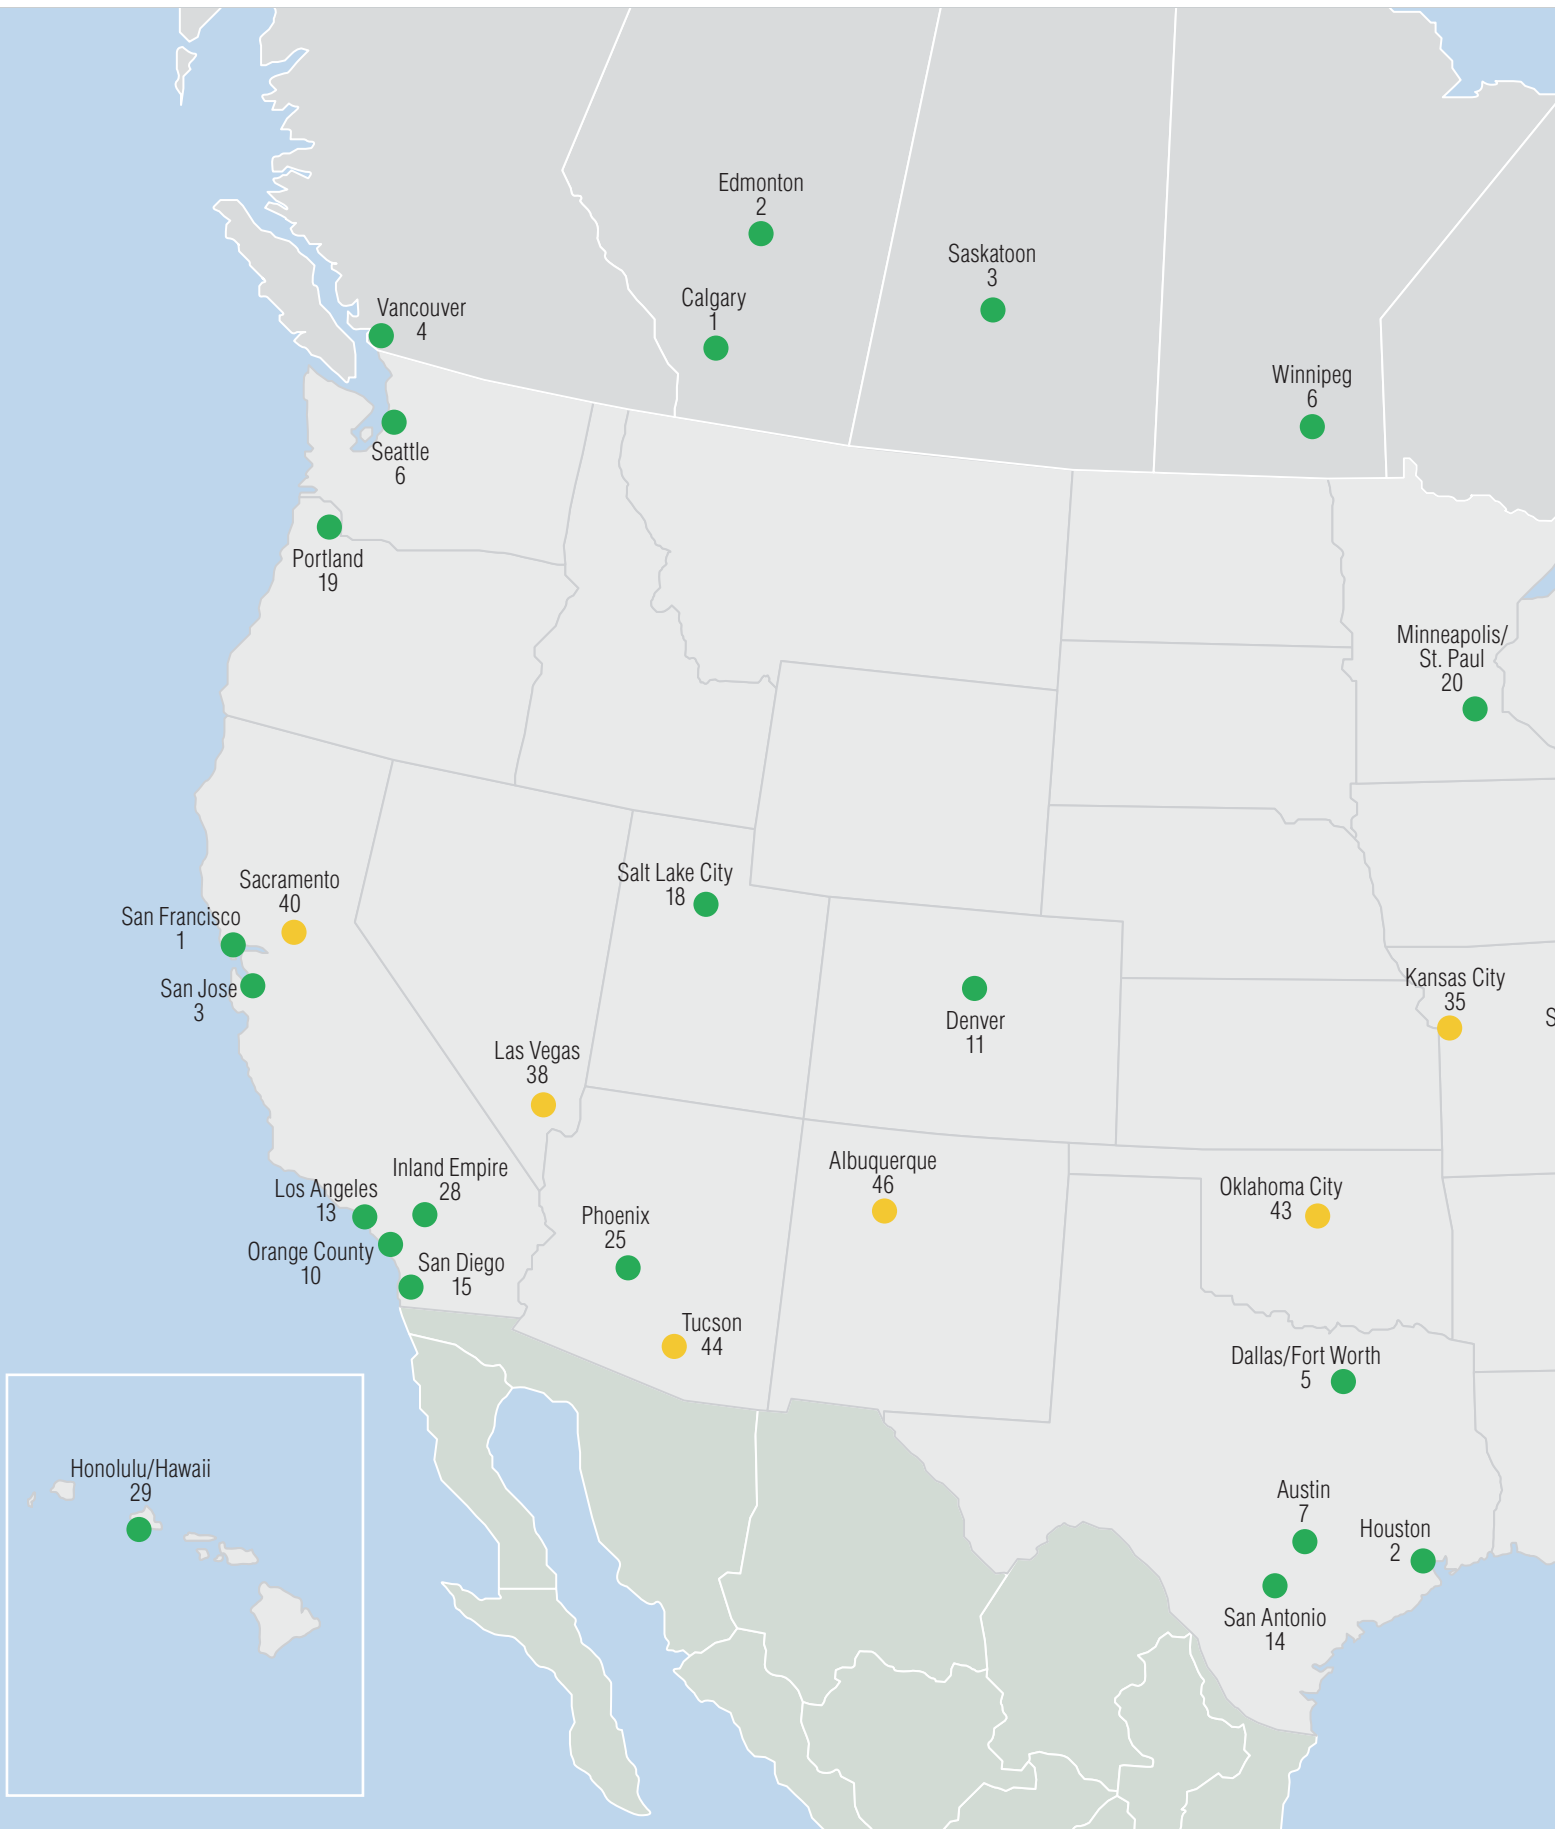 Edmonton
2
Saskatoon
3
Calgary
1
Vancouver
4
Winnipeg
6
Seattle
6
Portland
19
Minneapolis/
St. Paul
20
Salt Lake City
18
Sacramento
40
San Francisco
1
San Jose
3
Kansas City
35
S
Denver
11
Las Vegas
38
Inland Empire
28
Los Angeles
13
Orange County
10
San Diego
15
Albuquerque
46
Oklahoma City
43
Phoenix
25
Tucson
44
Dallas/Fort Worth
5
Honolulu/Hawaii
29
Austin
7
Houston
2
San Antonio
14